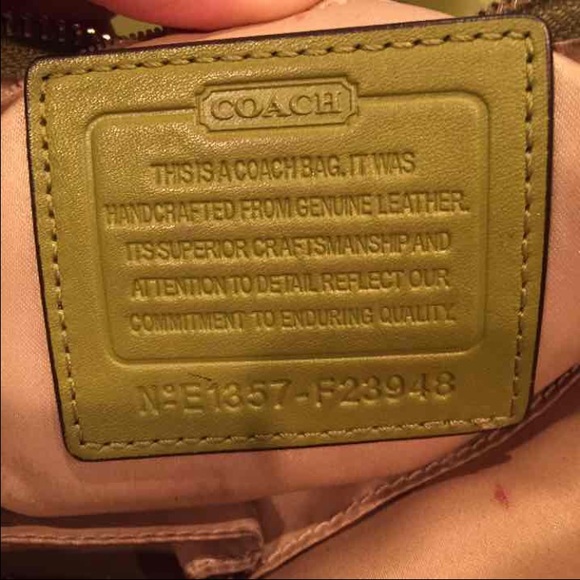 COACH
THIS IS A COACH BAG. IT WAS
HANDCRAFTED FROM GENUINE LEATHER.
ITS SUPERIOR CRAFTSMANSHIP AND
ATTENTION TO DETAIL REFLECT OUR
COMMITMENT TO ENDURING QUALITY.
Nº E1357-F23948